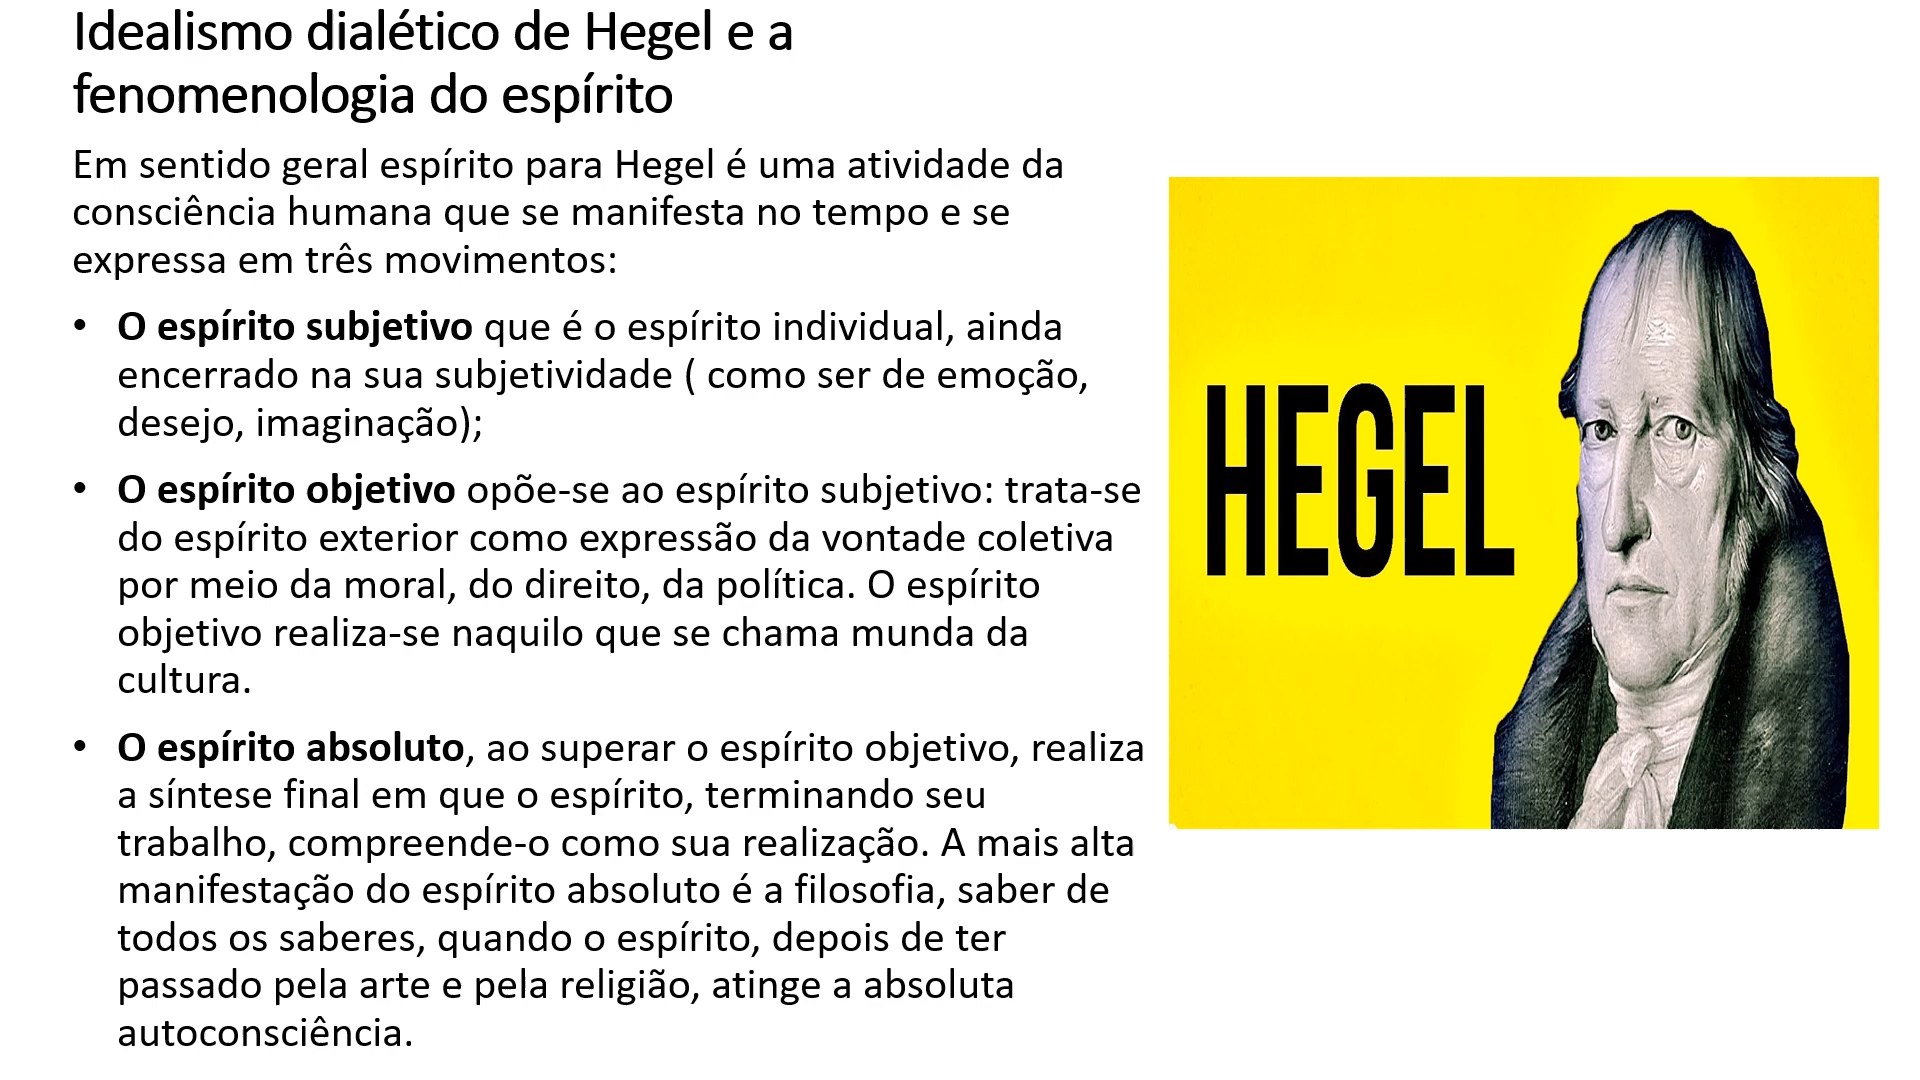 Idealismo dialético de Hegel e a
fenomenologia do espírito
Em sentido geral espírito para Hegel é uma atividade da
consciência humana que se manifesta no tempo e se
expressa em três movimentos:
• O espírito subjetivo que é o espírito individual, ainda
encerrado na sua subjetividade ( como ser de emoção,
desejo, imaginação);
• O espírito objetivo opõe-se ao espírito subjetivo: trata-se
do espírito exterior como expressão da vontade coletiva
por meio da moral, do direito, da política. O espírito
objetivo realiza-se naquilo que se chama munda da
cultura.
• O espírito absoluto, ao superar o espírito objetivo, realiza
a síntese final em que o espírito, terminando seu
trabalho, compreende-o como sua realização. A mais alta
manifestação do espírito absoluto é a filosofia, saber de
todos os saberes, quando o espírito, depois de ter
passado pela arte e pela religião, atinge a absoluta
autoconsciência.
HEGEL